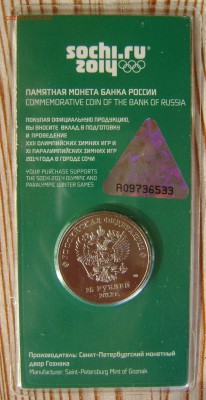 sochi.ru
2014
ПАМЯТНАЯ МОНЕТА БАНКА РОССИИ
COMMEMORATIVE COIN OF THE BANK OF RUSSIA
ПОКУПАЯ ОФИЦИАЛЬНУЮ ПРОДУКЦИЮ,
ВЫ ВНОСИТЕ ВКЛАД В ПОДГОТОВКУ
И ПРОВЕДЕНИЕ
XXII ОЛИМПИЙСКИХ ЗИМНИХ ИГР И
XI ПАРАЛИМПИЙСКИХ ЗИМНИХ ИГР
2014 ГОДА В ГОРОДЕ СОЧИ
YOUR PURCHASE SUPPORTS
THE SOCHI 2014 OLYMPIC AND
PARALYMPIC WINTER GAMES
A09736533
РОССИЙСКАЯ ФЕДЕРАЦИЯ
25 РУБЛЕЙ
2012 г.
Производитель: Санкт-Петербургский монетный
двор Гознака
Manufacturer: Saint-Petersburg Mint of Goznak